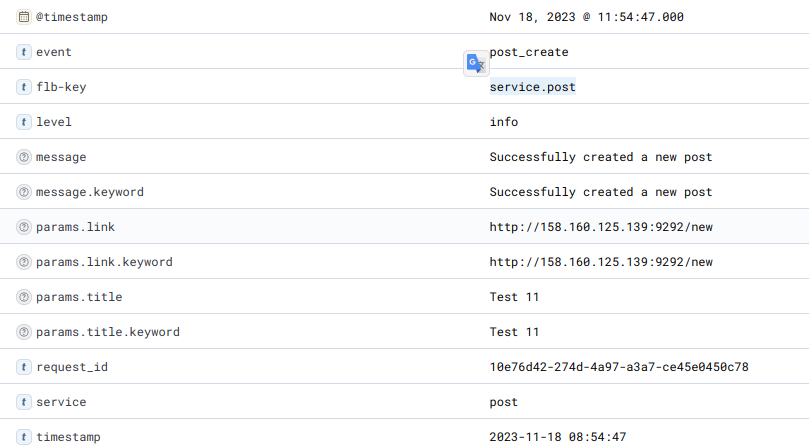 @timestamp Nov 18, 2023 @ 11:54:47.000
t event post_create
G
t flb-key service.post
t level info
? message Successfully created a new post
? message.keyword Successfully created a new post
? params.link http://158.160.125.139:9292/new
? params.link.keyword http://158.160.125.139:9292/new
? params.title Test 11
? params.title.keyword Test 11
t request_id 10e76d42-274d-4a97-a3a7-ce45e0450c78
t service post
t timestamp 2023-11-18 08:54:47